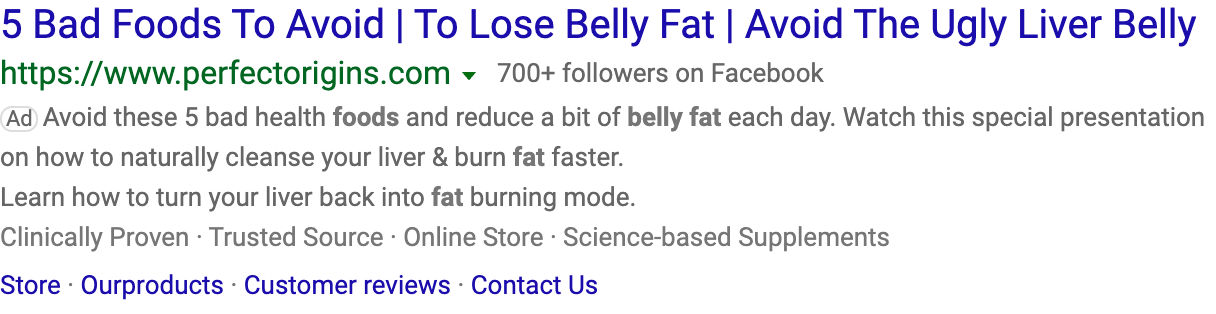 5 Bad Foods To Avoid | To Lose Belly Fat | Avoid The Ugly Liver Belly
https://www.perfectorigins.com 700+ followers on Facebook
Ad Avoid these 5 bad health foods and reduce a bit of belly fat each day. Watch this special presentation
on how to naturally cleanse your liver & burn fat faster.
Learn how to turn your liver back into fat burning mode.
Clinically Proven · Trusted Source · Online Store · Science-based Supplements
Store · Ourproducts · Customer reviews · Contact Us